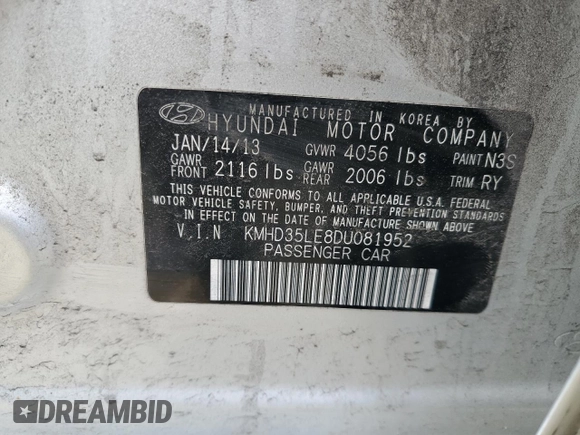 MANUFACTURED IN KOREA BY
HYUNDAI MOTOR COMPANY
JAN/14/13 GVWR 4056 lbs PAINT N3S
GAWR FRONT 2116 lbs GAWR REAR 2006 lbs TRIM RY
THIS VEHICLE CONFORMS TO ALL APPLICABLE U.S.A. FEDERAL
MOTOR VEHICLE SAFETY, BUMPER, AND THEFT PREVENTION STANDARDS
IN EFFECT ON THE DATE OF MANUFACTURE SHOWN ABOVE
V.I.N KMHD35LE8DU081952
PASSENGER CAR
DREAMBID